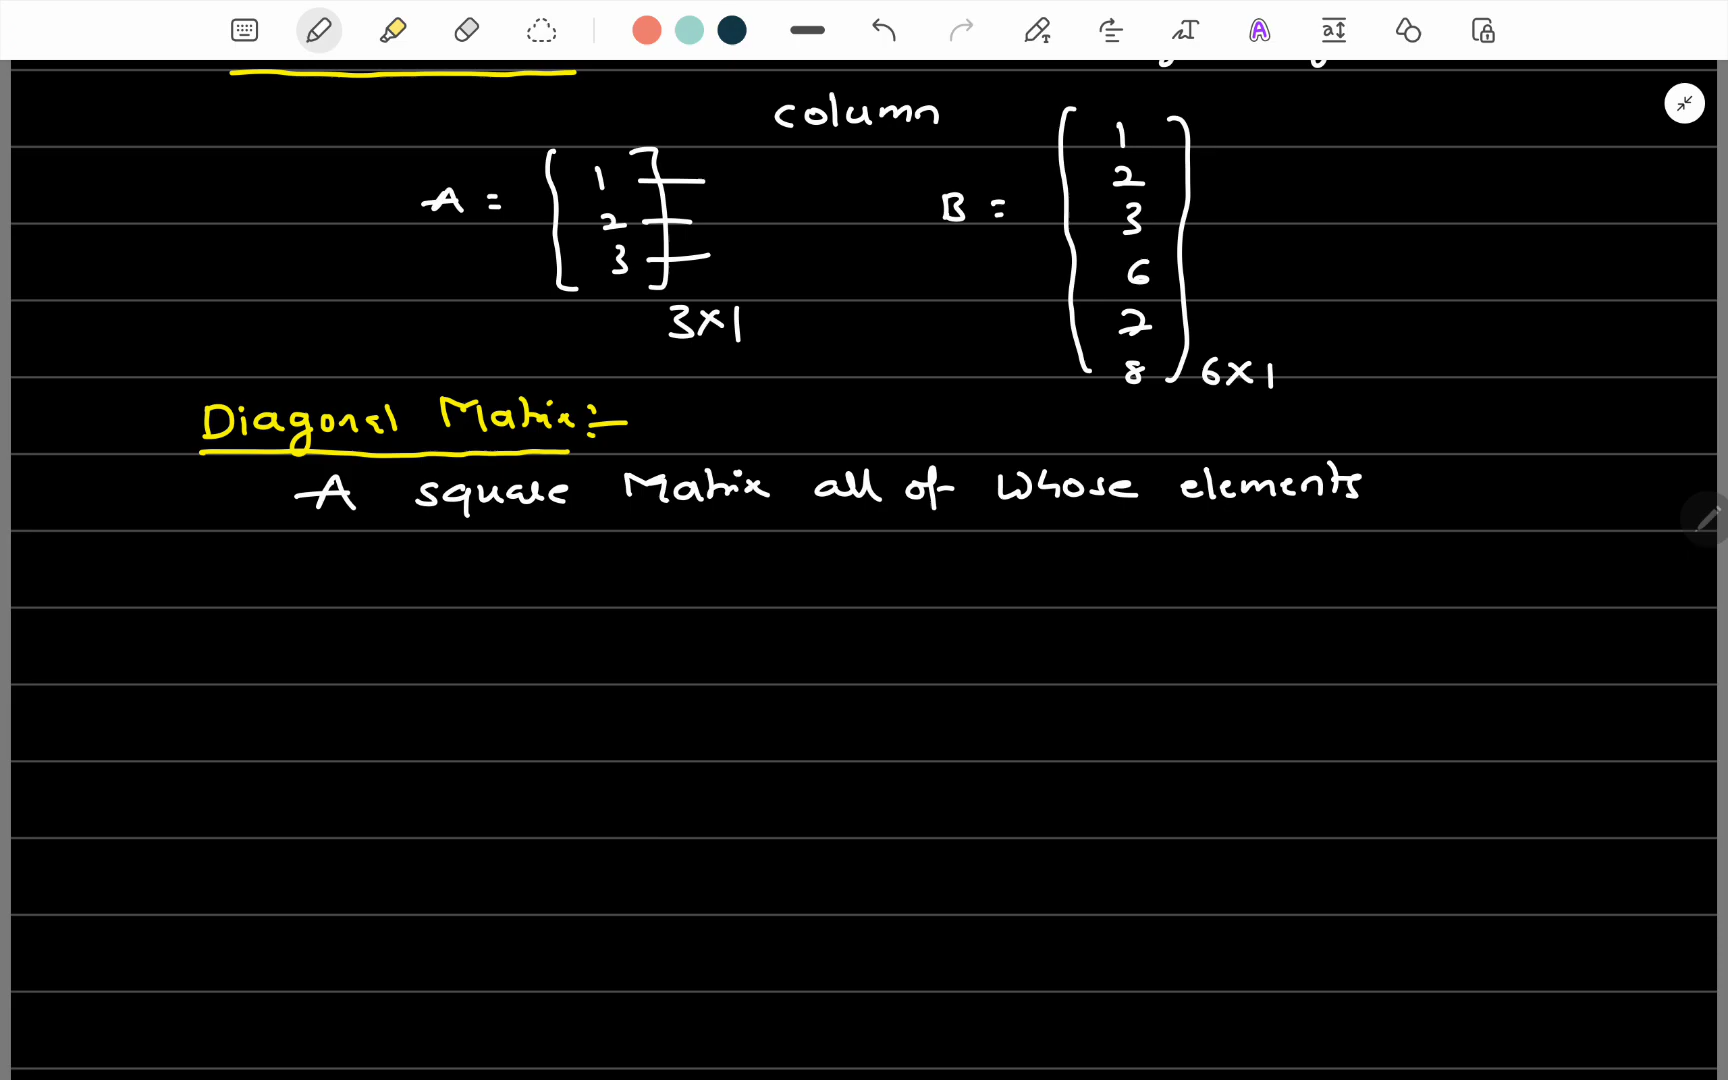 column
A = [ 1
2
3 ]
3×1
B = [ 1
2
3
6
2
8 ] 6×1
Diagonal Matrix:-
A square Matrix all of whose elements